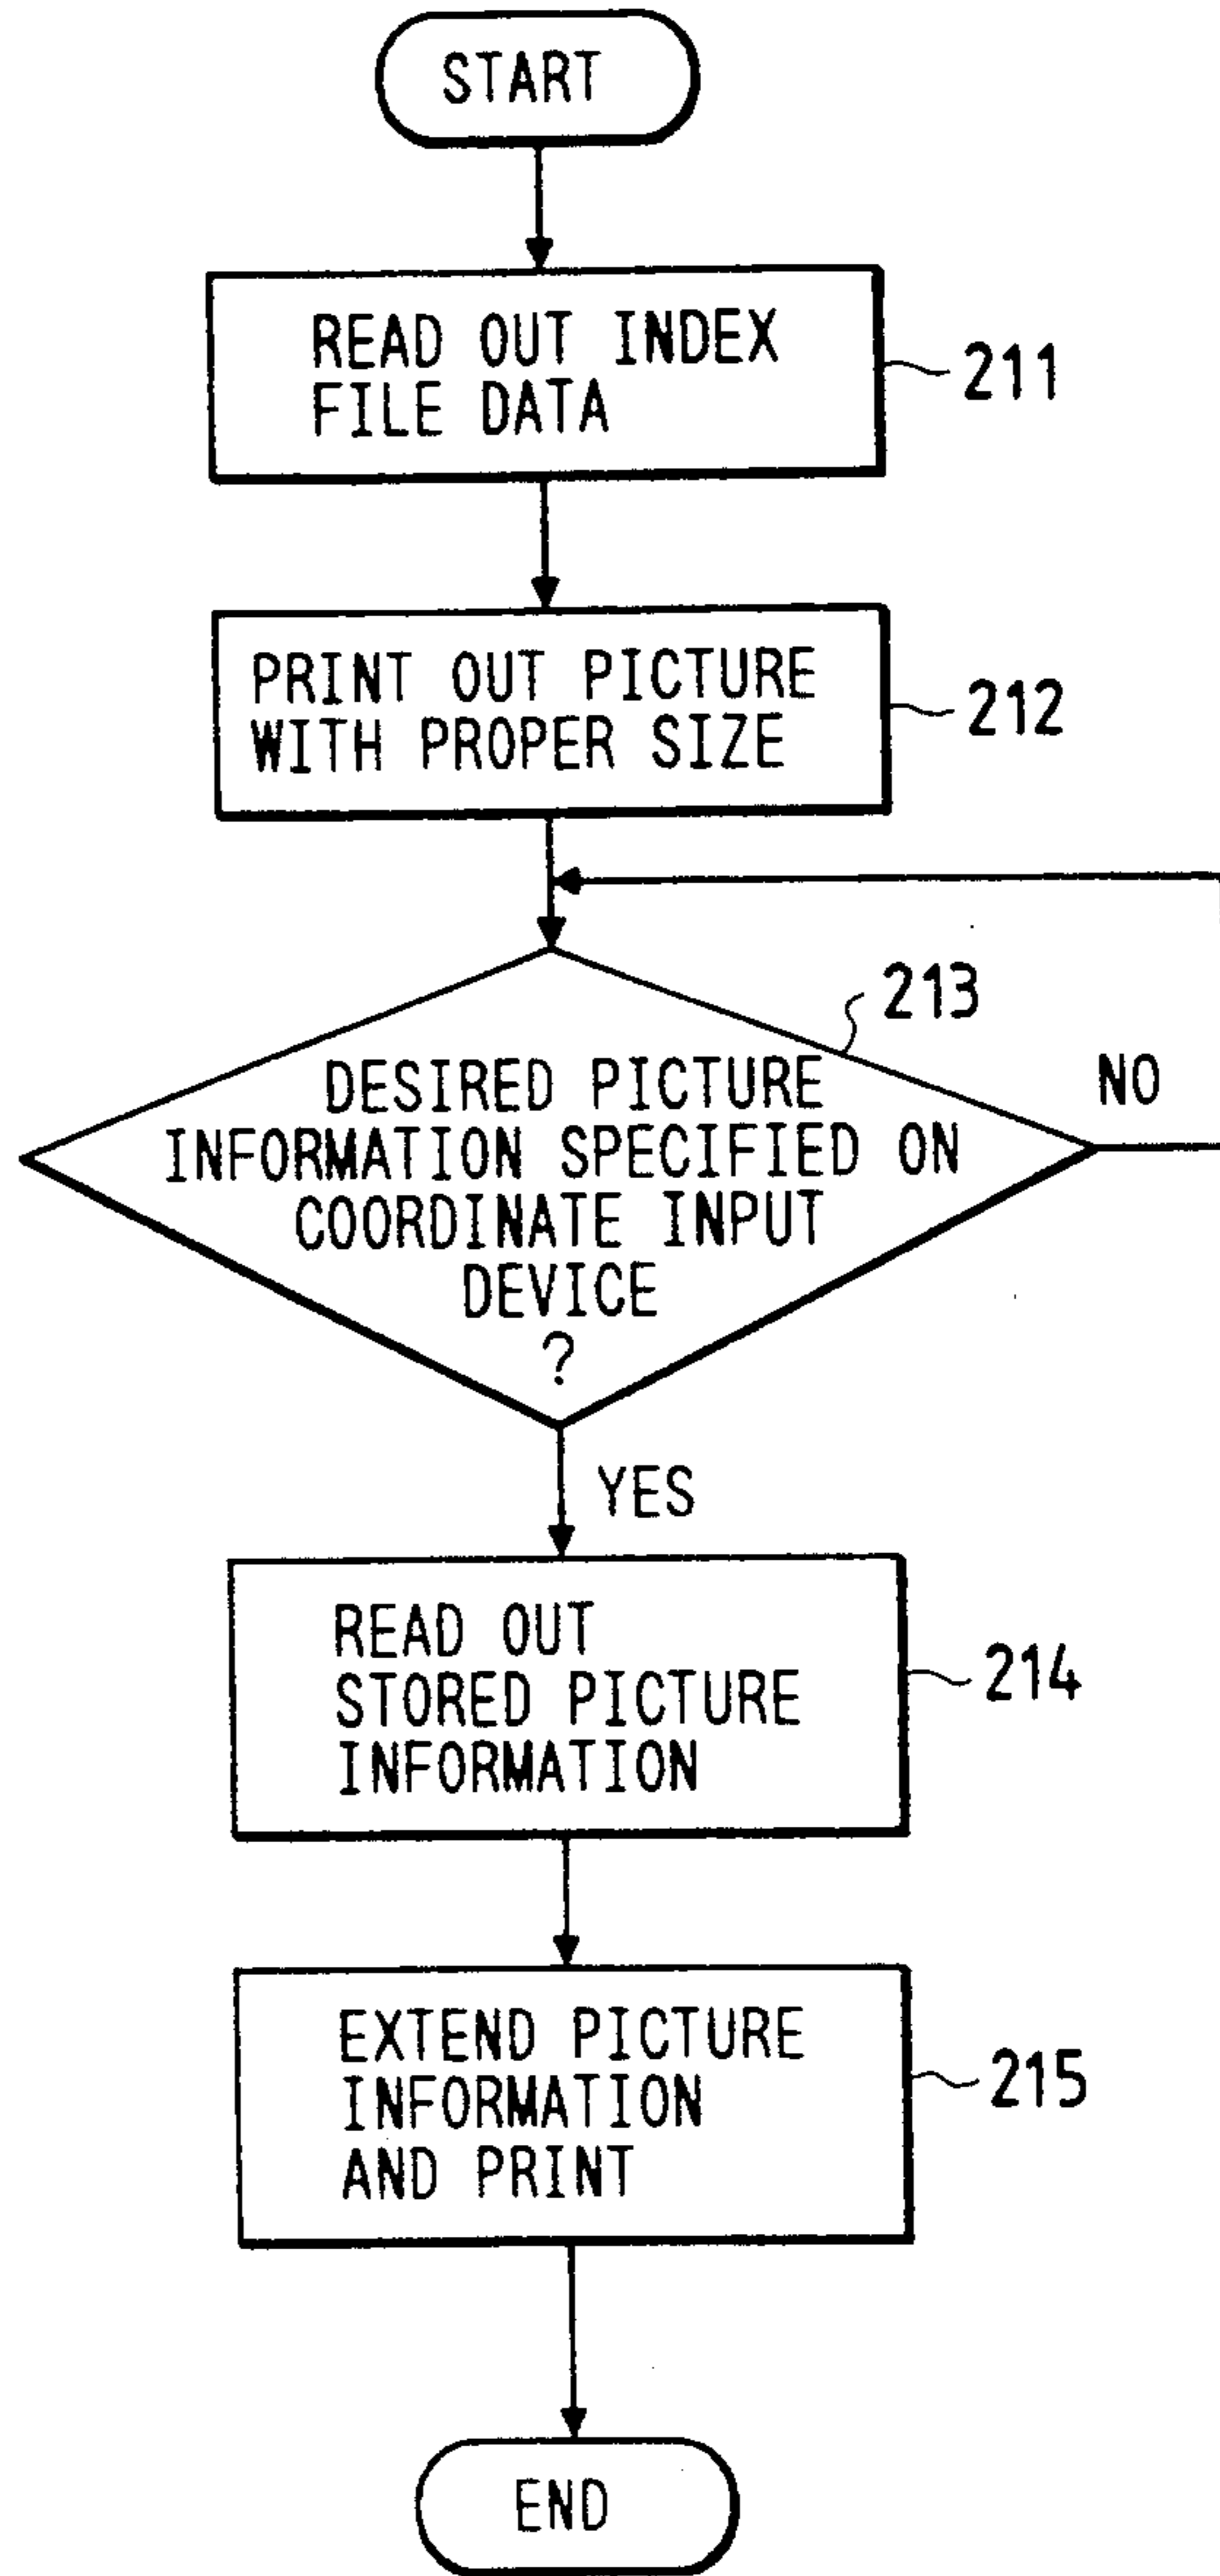 START
READ OUT INDEX
FILE DATA
211
PRINT OUT PICTURE
WITH PROPER SIZE
212
213
DESIRED PICTURE
INFORMATION SPECIFIED ON
COORDINATE INPUT
DEVICE
?
NO
YES
READ OUT
STORED PICTURE
INFORMATION
214
EXTEND PICTURE
INFORMATION
AND PRINT
215
END